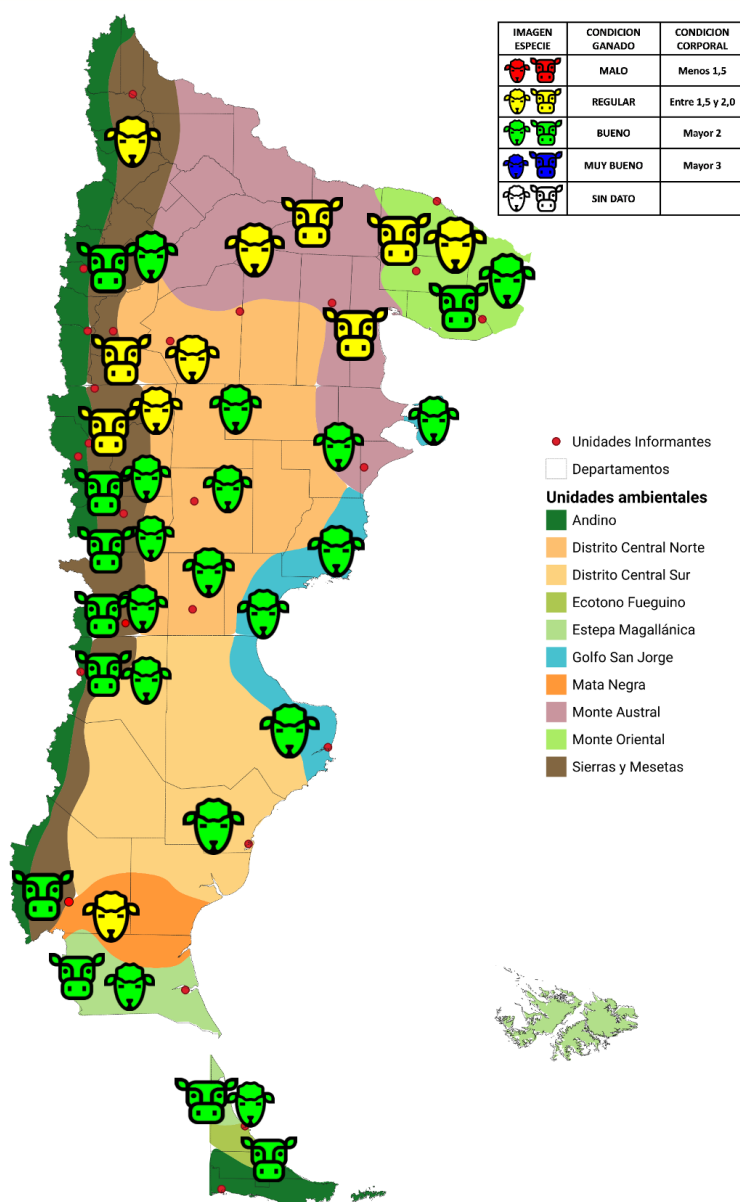 IMAGEN ESPECIE
CONDICION GANADO
CONDICION CORPORAL
MALO
Menos 1,5
REGULAR
Entre 1,5 y 2,0
BUENO
Mayor 2
MUY BUENO
Mayor 3
SIN DATO
Unidades Informantes
Departamentos
Unidades ambientales
Andino
Distrito Central Norte
Distrito Central Sur
Ecotono Fueguino
Estepa Magallánica
Golfo San Jorge
Mata Negra
Monte Austral
Monte Oriental
Sierras y Mesetas